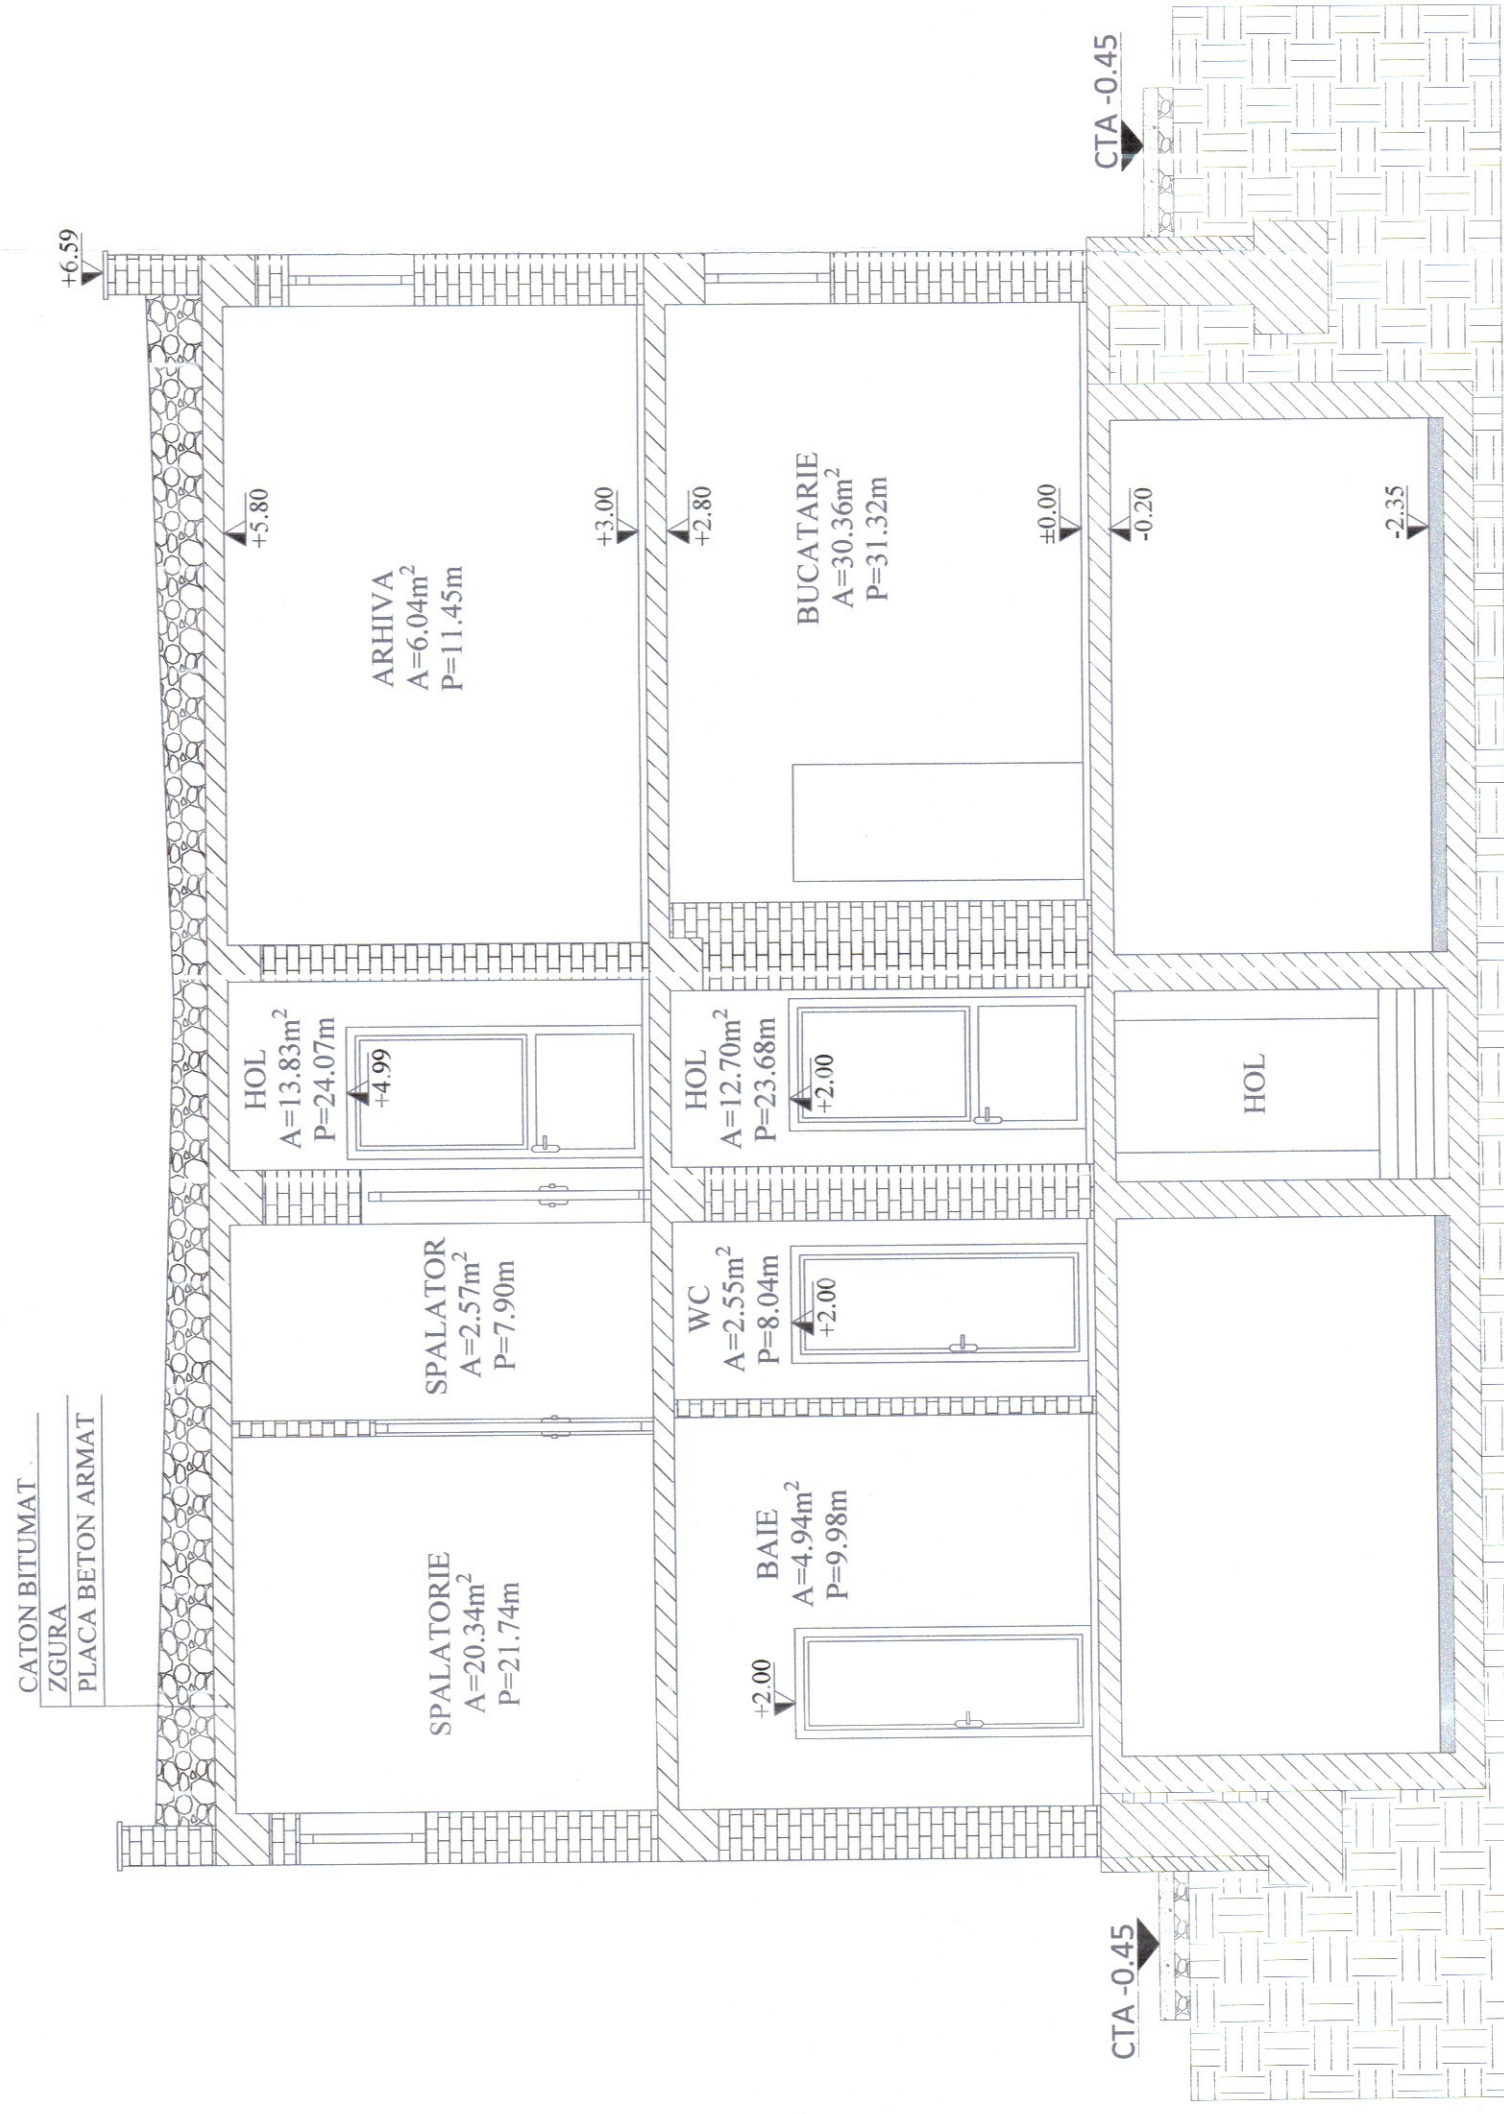 CATON BITUMAT
ZGURA
PLACA BETON ARMAT
+6.59
SPALATORIE
A=20.34m²
P=21.74m
SPALATOR
A=2.57m²
P=7.90m
HOL
A=13.83m²
P=24.07m
+4.99
ARHIVA
A=6.04m²
P=11.45m
+5.80
+3.00
+2.00
BAIE
A=4.94m²
P=9.98m
WC
A=2.55m²
P=8.04m
+2.00
HOL
A=12.70m²
P=23.68m
+2.00
BUCATARIE
A=30.36m²
P=31.32m
+2.80
±0.00
CTA -0.45
HOL
-0.20
-2.35
CTA -0.45